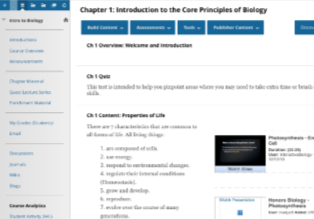 Intro to Biology
Introductions
Course Overview
Announcements
Chapter Material
Guest Lecture Series
Enrichment Material
My Grades (Students)
Email
Discussions
Journals
Wikis
Blogs
Course Analytics
Chapter 1: Introduction to the Core Principles of Biology
Build Content
Assessments
Tools
Publisher Content
Ch 1 Overview: Welcome and Introduction
Ch 1 Quiz
This test is intended to help you pinpoint areas where you may need to take extra time or brush
skills.
Ch 1 Content: Properties of Life
There are 7 characteristics that are common to
all forms of life. All living things:
1. are composed of cells.
2. use energy.
3. respond to environmental changes.
4. regulate their internal conditions
(Homeostasis).
5. grow and develop.
6. reproduce.
7. evolve over the course of many
generations.
Photosynthesis -
Cell
Watch Video
Honors Biology -
Photosynthesis